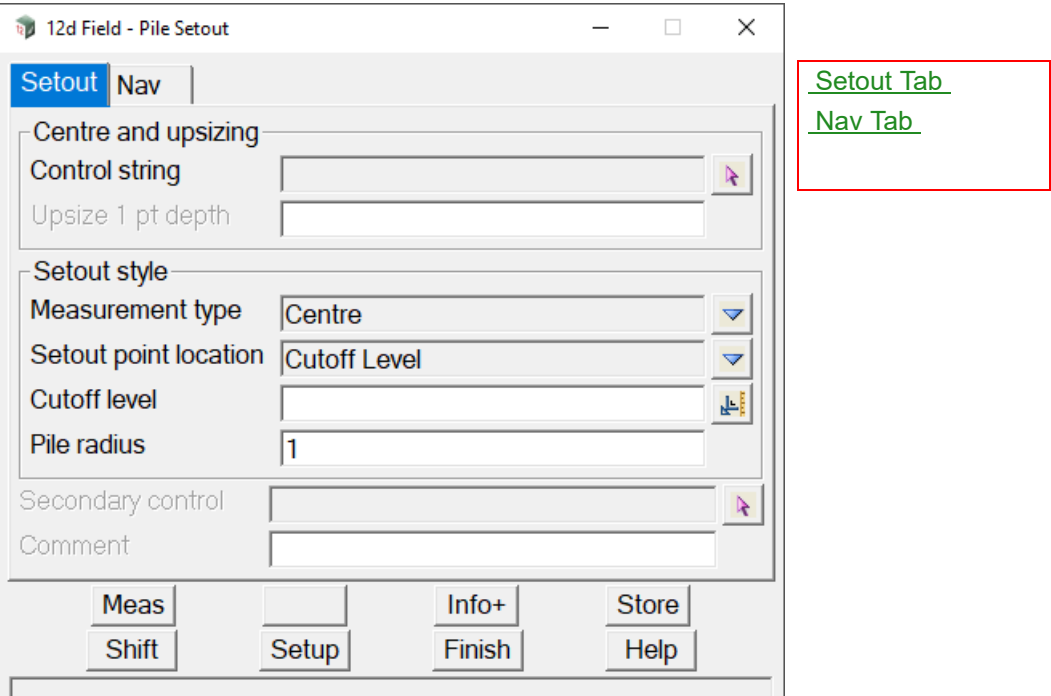 12d Field - Pile Setout
Setout Nav
Centre and upsizing
Control string
Upsize 1 pt depth
Setout style
Measurement type Centre
Setout point location Cutoff Level
Cutoff level
Pile radius 1
Secondary control
Comment
Meas Info+ Store
Shift Setup Finish Help
Setout Tab
Nav Tab